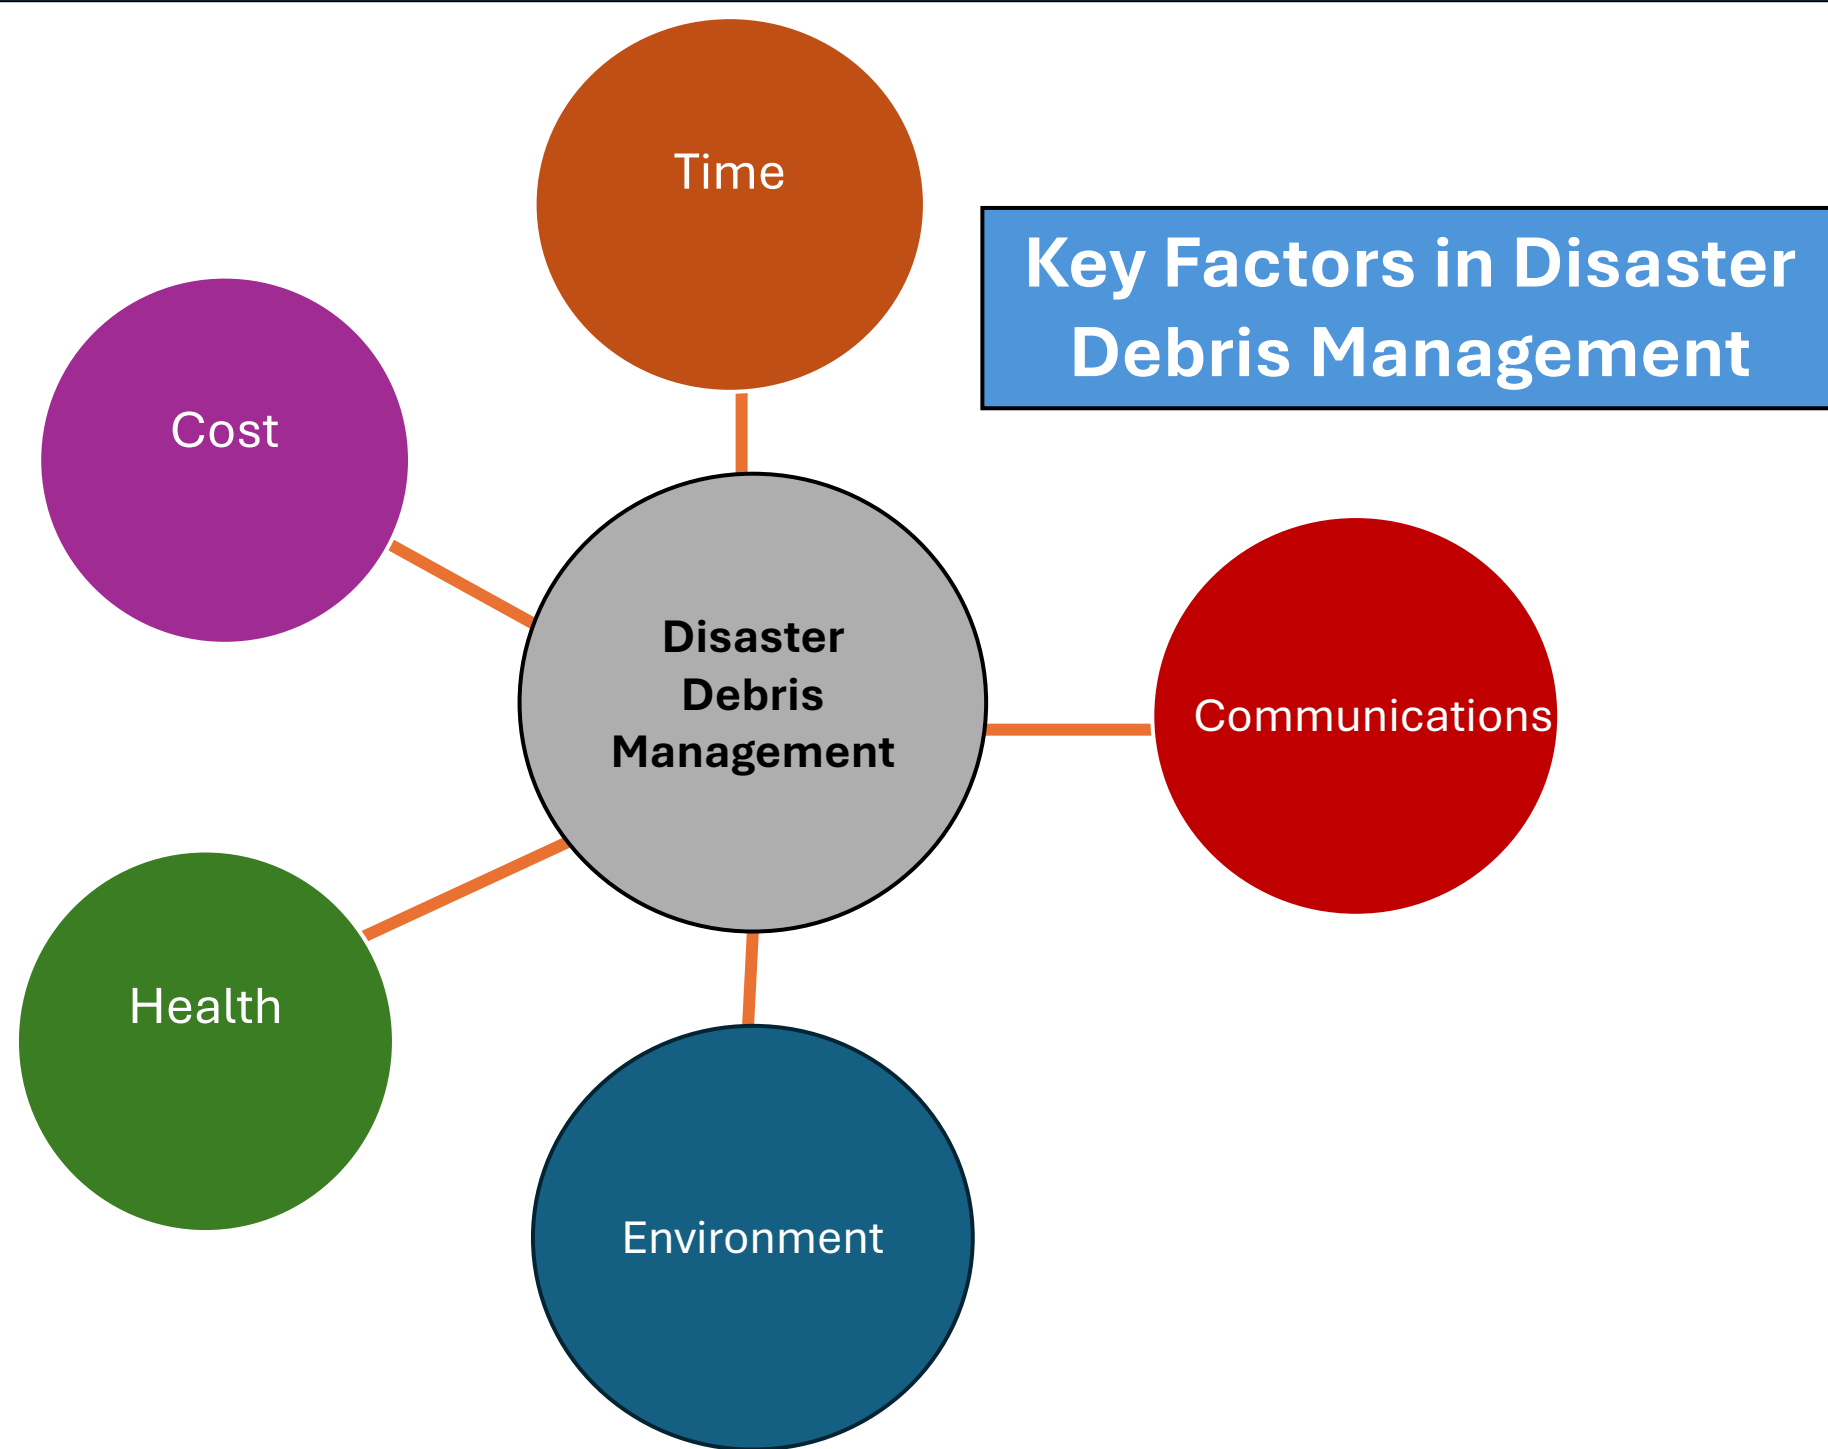 Time
Key Factors in Disaster
Debris Management
Cost
Disaster
Debris
Management
Communications
Health
Environment